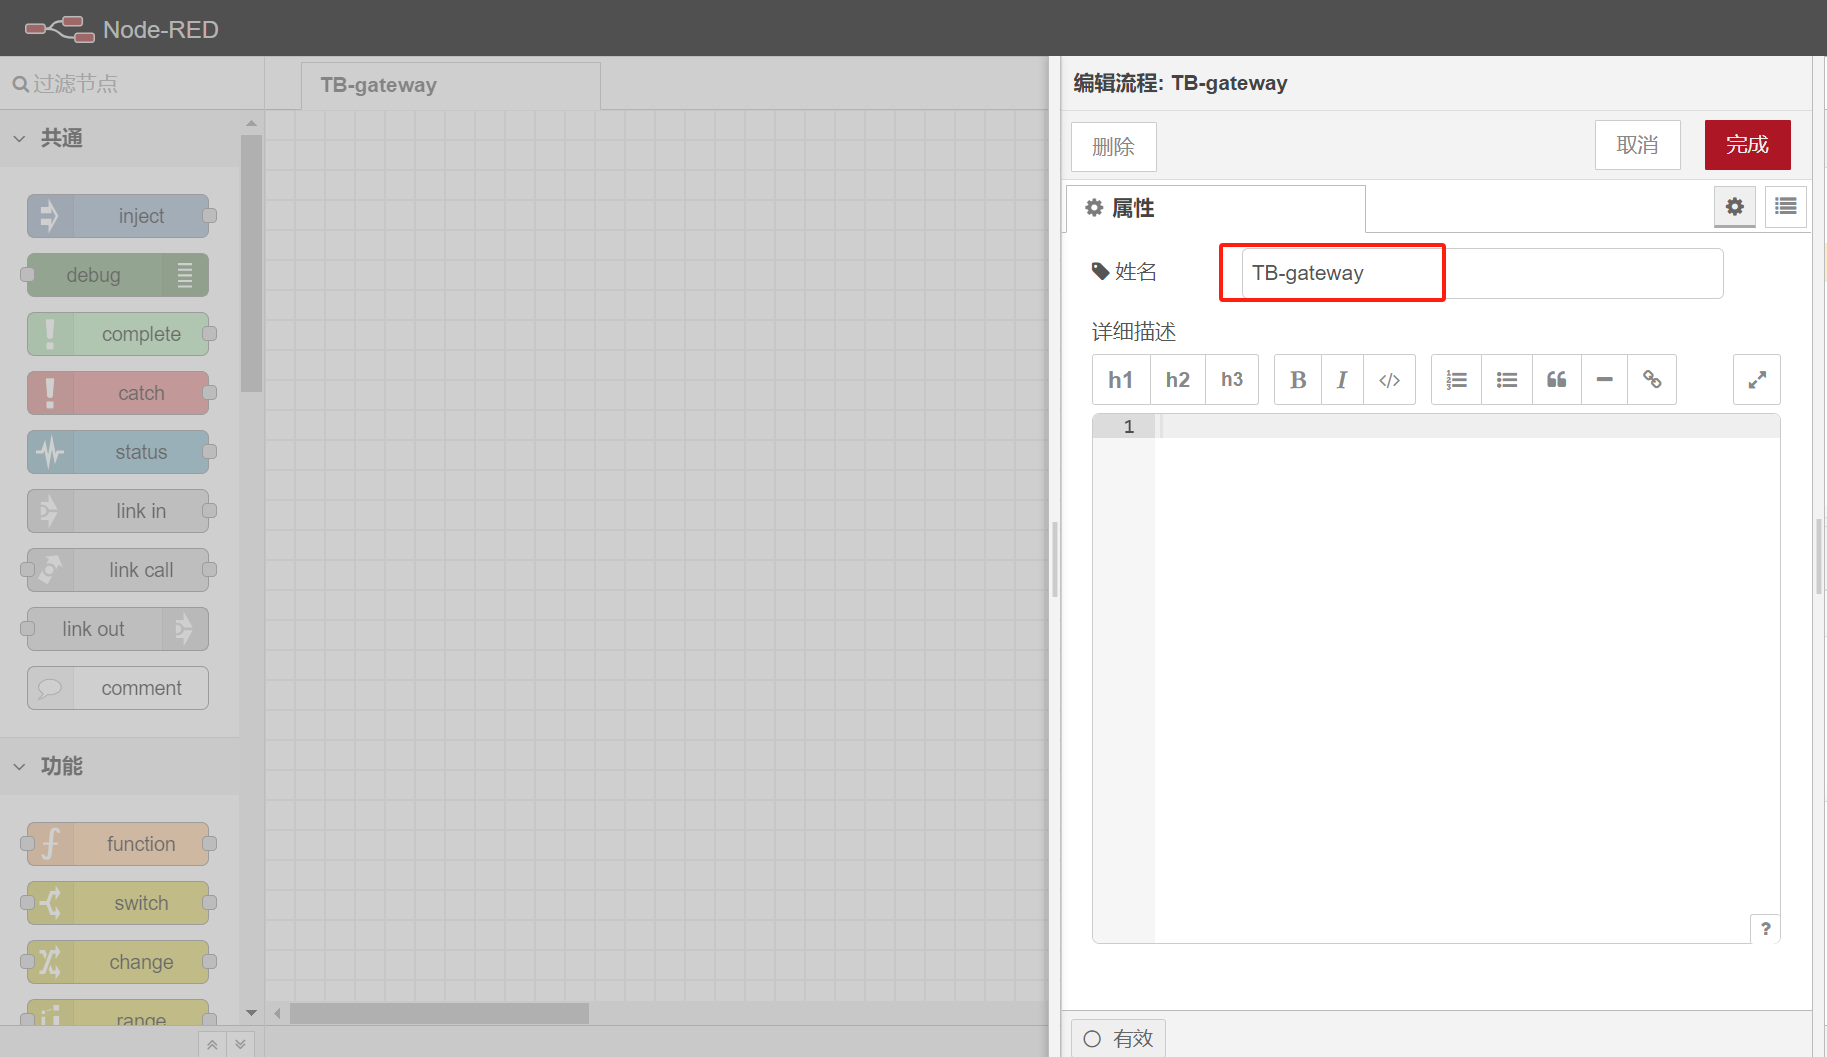 Node-RED
过滤节点
TB-gateway
共通
inject
debug
complete
catch
status
link in
link call
link out
comment
功能
function
switch
change
range
编辑流程: TB-gateway
删除
取消
完成
属性
姓名
TB-gateway
详细描述
h1 h2 h3 B I </>
1
?
有效